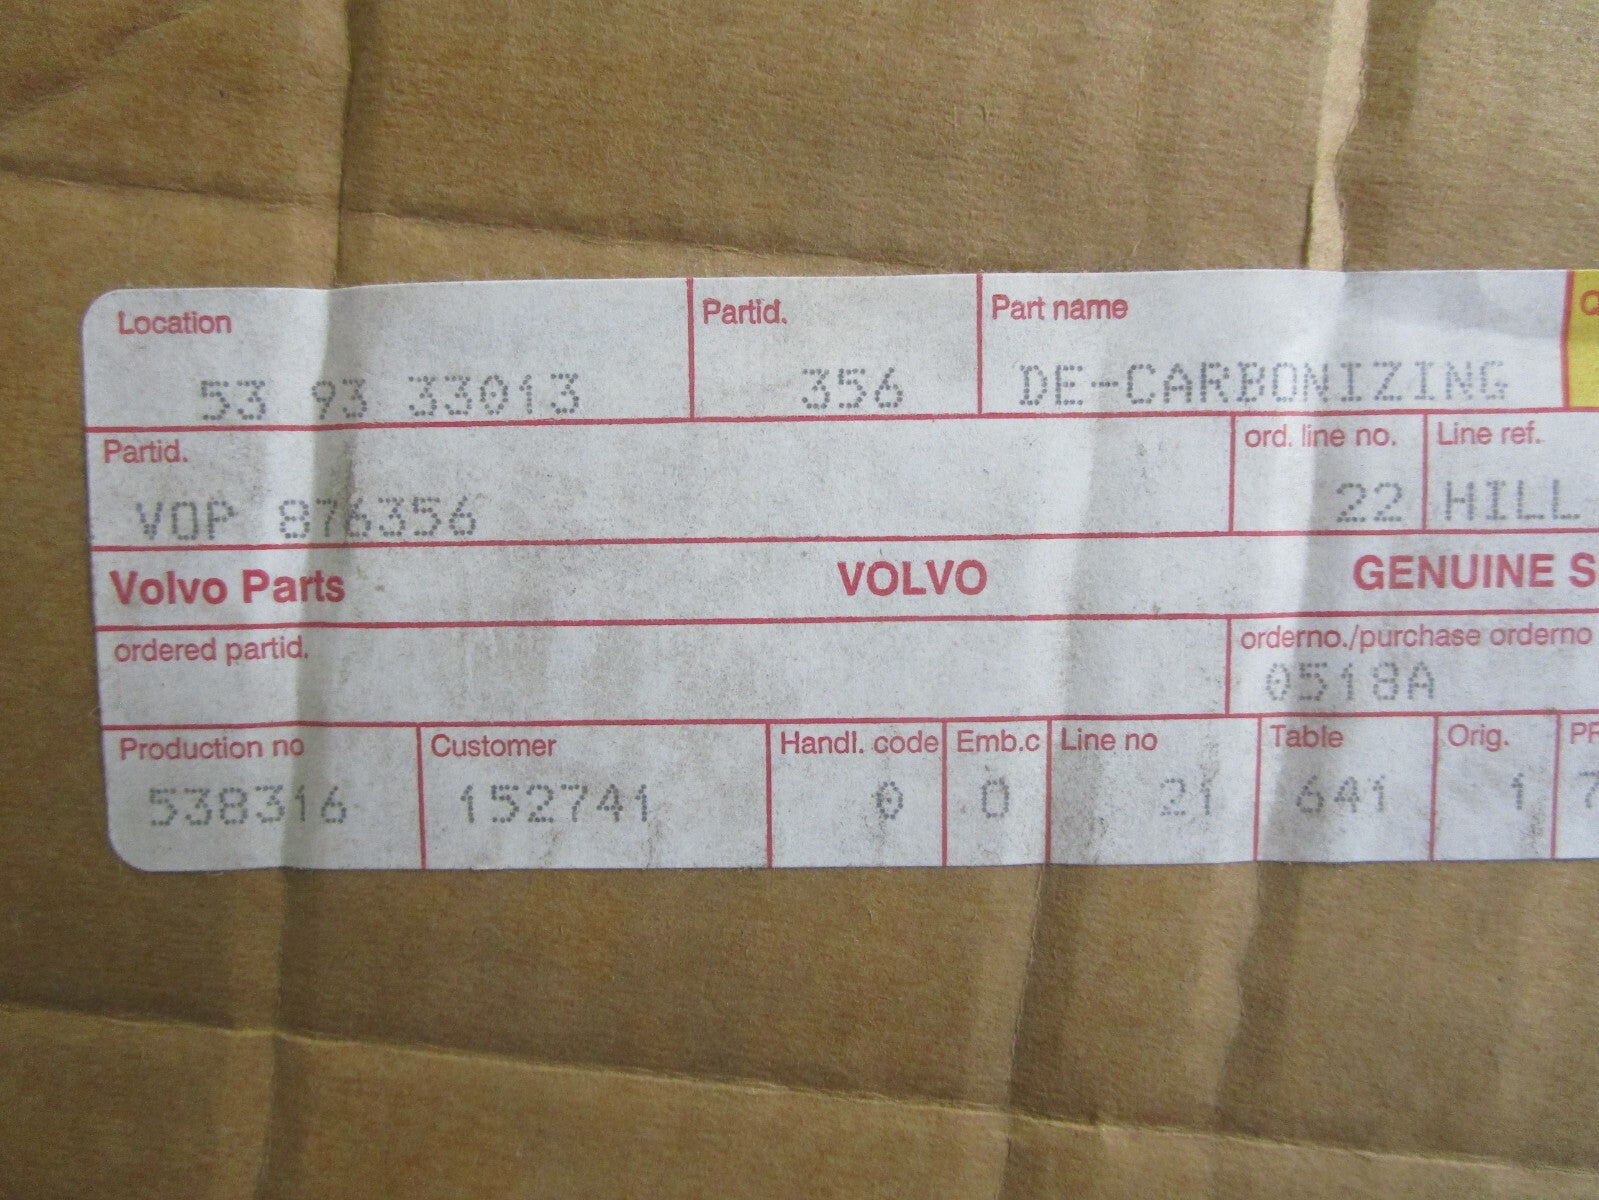 Location Partid. Part name Q
53 93 33013 356 DE-CARBONIZING
Partid. ord. line no. Line ref.
VOP 876356 22 HILL
Volvo Parts VOLVO GENUINE S
ordered partid. orderno./purchase orderno
0518A
Production no Customer Handl. code Emb.c Line no Table Orig. PR
538316 152741 0 0 21 641 1 7